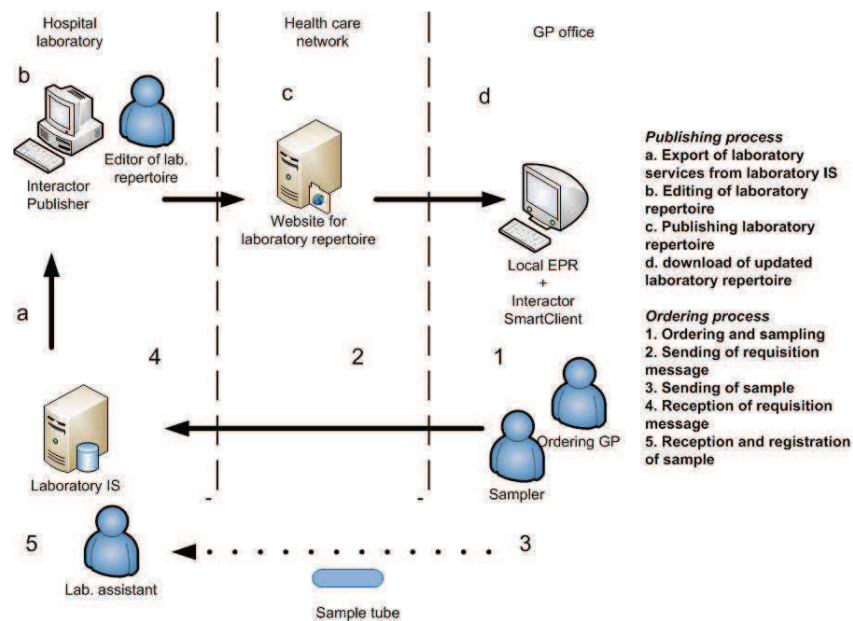 Hospital
laboratory
Health care
network
GP office
b
c
d
Editor of lab.
repertoire
Interactor
Publisher
Website for
laboratory repertoire
Local EPR
+
Interactor
SmartClient
a
4
2
1
Ordering GP
Laboratory IS
Sampler
5
3
Lab. assistant
Sample tube
Publishing process
a. Export of laboratory
services from laboratory IS
b. Editing of laboratory
repertoire
c. Publishing laboratory
repertoire
d. download of updated
laboratory repertoire
Ordering process
1. Ordering and sampling
2. Sending of requisition
message
3. Sending of sample
4. Reception of requisition
message
5. Reception and registration
of sample